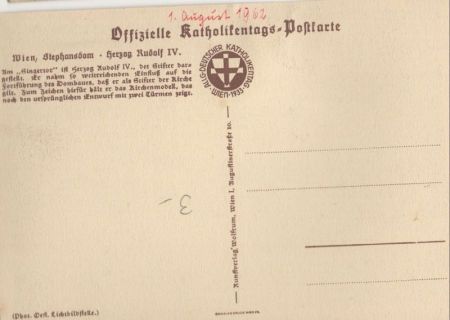 1. August 1962
Offizielle Katholikentags-Postkarte
Wien, Stephansdom - Herzog Rudolf IV.
Am „Singertor" ist Herzog Rudolf IV., der Stifter dar-
gestellt. Er nahm so weitreichenden Einfluß auf die
Fortführung des Dombaues, daß er als Stifter der Kirche
gilt. Zum Zeichen hiefür hält er das Kirchenmodell, das
noch den ursprünglichen Entwurf mit zwei Türmen zeigt.
ALLG. DEUTSCHER KATHOLIKENTAG
WIEN 1933
Kunstverlag Wolfrum, Wien I, Augustinerstraße 10.
3-
(Phot. Öst. Lichtbildstelle.)